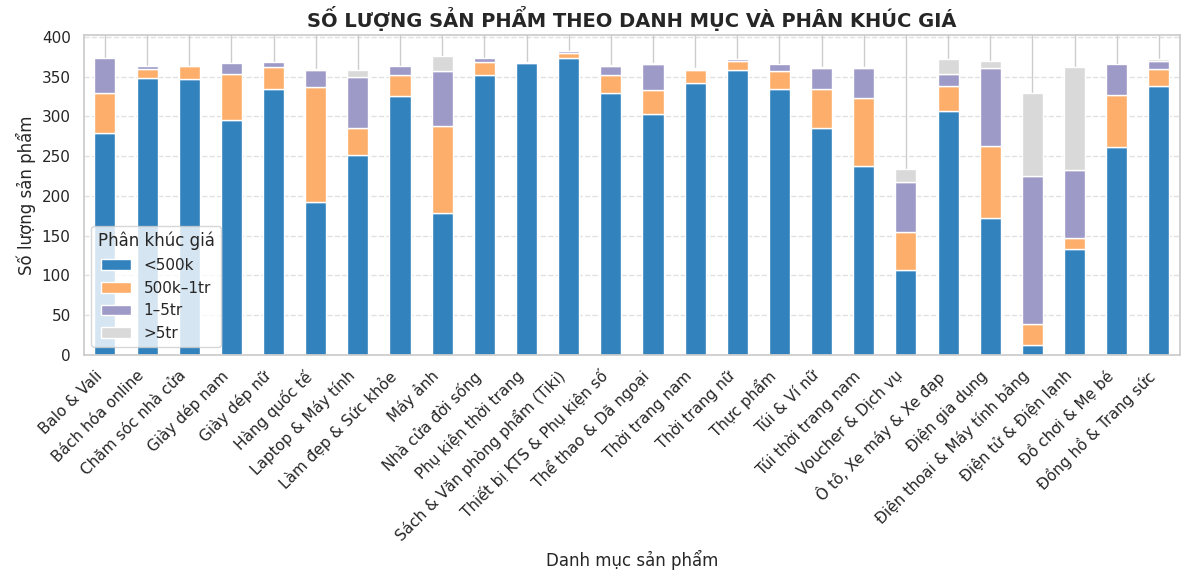 SỐ LƯỢNG SẢN PHẨM THEO DANH MỤC VÀ PHÂN KHÚC GIÁ
Số lượng sản phẩm
400
350
300
250
200
150
100
50
0
Phân khúc giá
<500k
500k–1tr
1–5tr
>5tr
Balo & Vali
Bách hóa online
Chăm sóc nhà cửa
Giày dép nam
Giày dép nữ
Hàng quốc tế
Laptop & Máy tính
Làm đẹp & Sức khỏe
Máy ảnh
Nhà cửa đời sống
Phụ kiện thời trang
Sách & Văn phòng phẩm (Tiki)
Thiết bị KTS & Phụ kiện số
Thể thao & Dã ngoại
Thời trang nam
Thời trang nữ
Thực phẩm
Túi & Ví nữ
Túi thời trang nam
Voucher & Dịch vụ
Ô tô, Xe máy & Xe đạp
Điện gia dụng
Điện thoại & Máy tính bảng
Điện tử & Điện lạnh
Đồ chơi & Mẹ bé
Đồng hồ & Trang sức
Danh mục sản phẩm